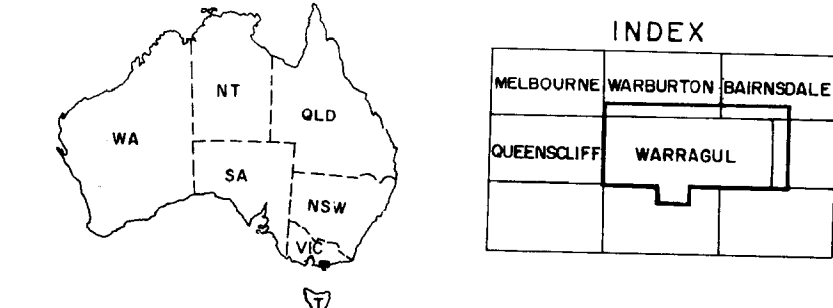 WA
NT
QLD
SA
NSW
VIC
T
INDEX
MELBOURNE WARBURTON BAIRNSDALE
QUEENSCLIFF WARRAGUL